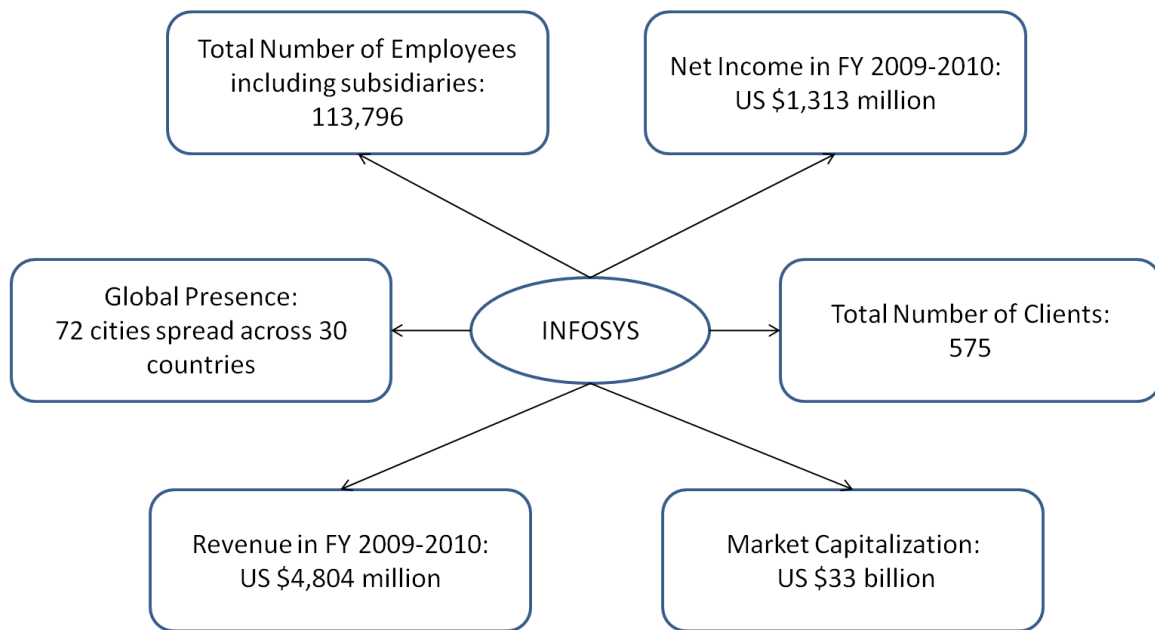 Total Number of Employees
including subsidiaries:
113,796
Net Income in FY 2009-2010:
US $1,313 million
Global Presence:
72 cities spread across 30
countries
INFOSYS
Total Number of Clients:
575
Revenue in FY 2009-2010:
US $4,804 million
Market Capitalization:
US $33 billion